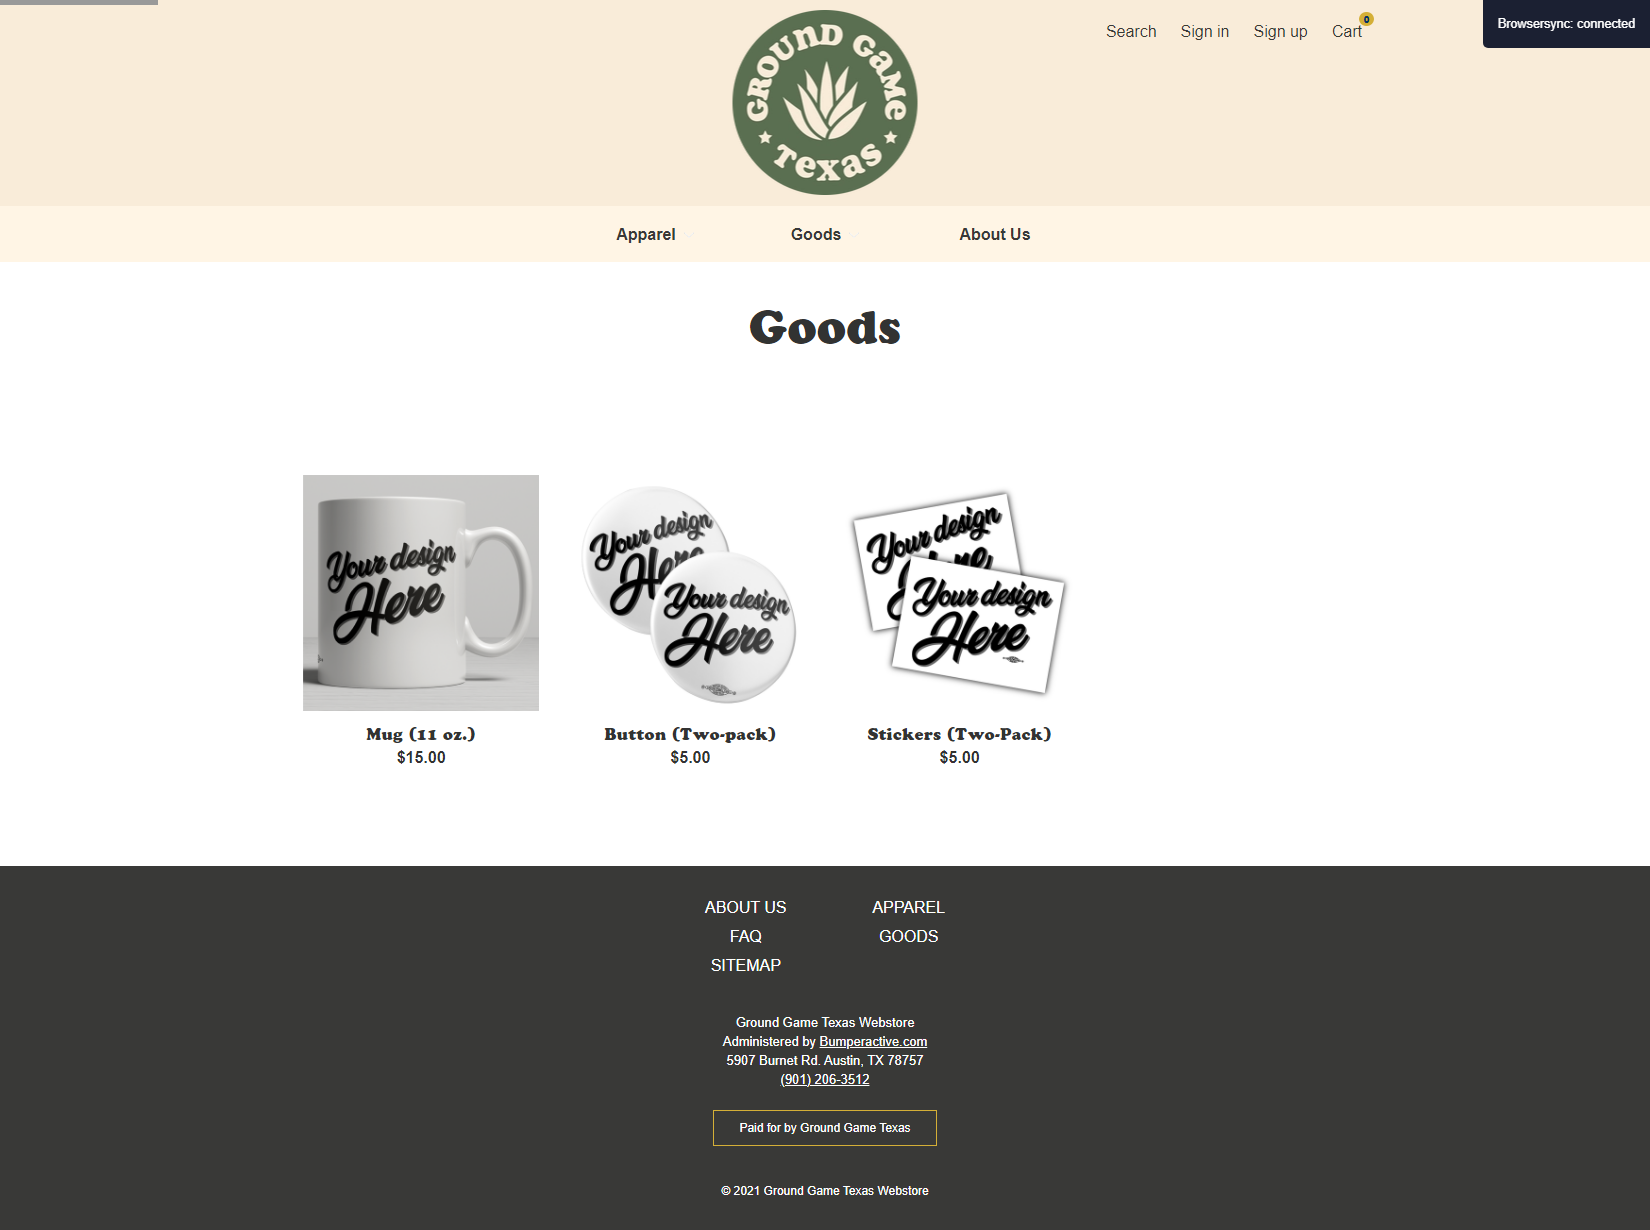 GROUND GAME
TEXAS
Search Sign in Sign up Cart 0
Browsersync: connected
Apparel Goods About Us
Goods
Your design
Here
Your design
Here
Your design
Here
Your design
Here
Your design
Here
Mug (11 oz.) Button (Two-pack) Stickers (Two-Pack)
$15.00 $5.00 $5.00
ABOUT US APPAREL
FAQ GOODS
SITEMAP
Ground Game Texas Webstore
Administered by Bumperactive.com
5907 Burnet Rd. Austin, TX 78757
(901) 206-3512
Paid for by Ground Game Texas
© 2021 Ground Game Texas Webstore